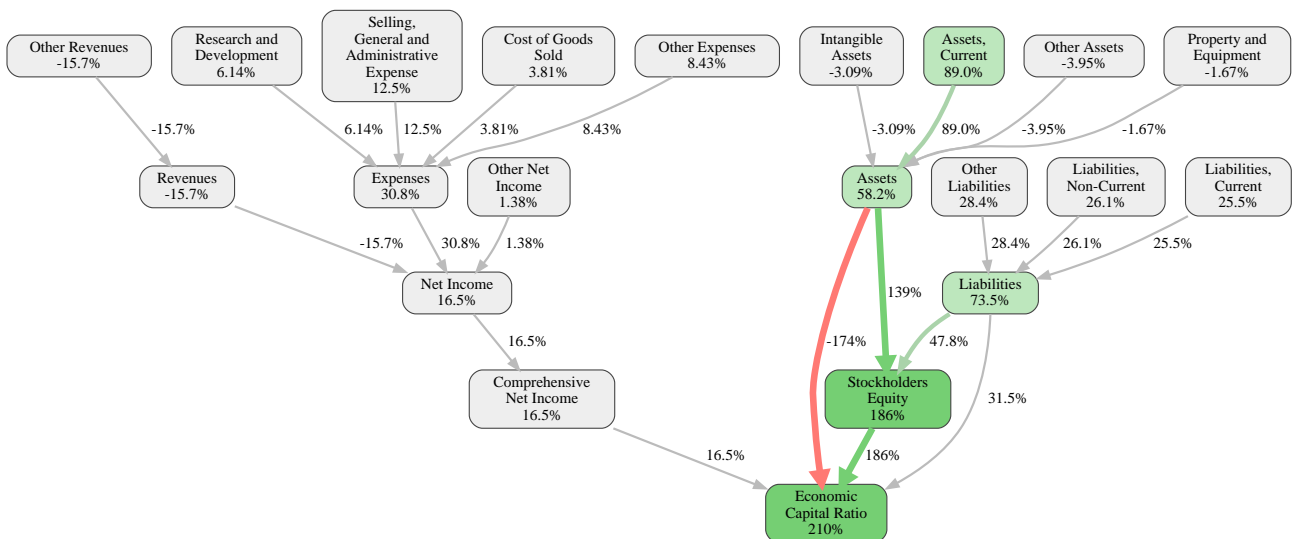 Other Revenues
-15.7%
Research and
Development
6.14%
Selling,
General and
Administrative
Expense
12.5%
Cost of Goods
Sold
3.81%
Other Expenses
8.43%
Intangible
Assets
-3.09%
Assets,
Current
89.0%
Other Assets
-3.95%
Property and
Equipment
-1.67%
-15.7%
6.14%
12.5%
3.81%
8.43%
-3.09%
89.0%
-3.95%
-1.67%
Revenues
-15.7%
Expenses
30.8%
Other Net
Income
1.38%
Assets
58.2%
Other
Liabilities
28.4%
Liabilities,
Non-Current
26.1%
Liabilities,
Current
25.5%
-15.7%
30.8%
1.38%
28.4%
26.1%
25.5%
Net Income
16.5%
139%
Liabilities
73.5%
16.5%
-174%
47.8%
Comprehensive
Net Income
16.5%
Stockholders
Equity
186%
31.5%
16.5%
186%
Economic
Capital Ratio
210%